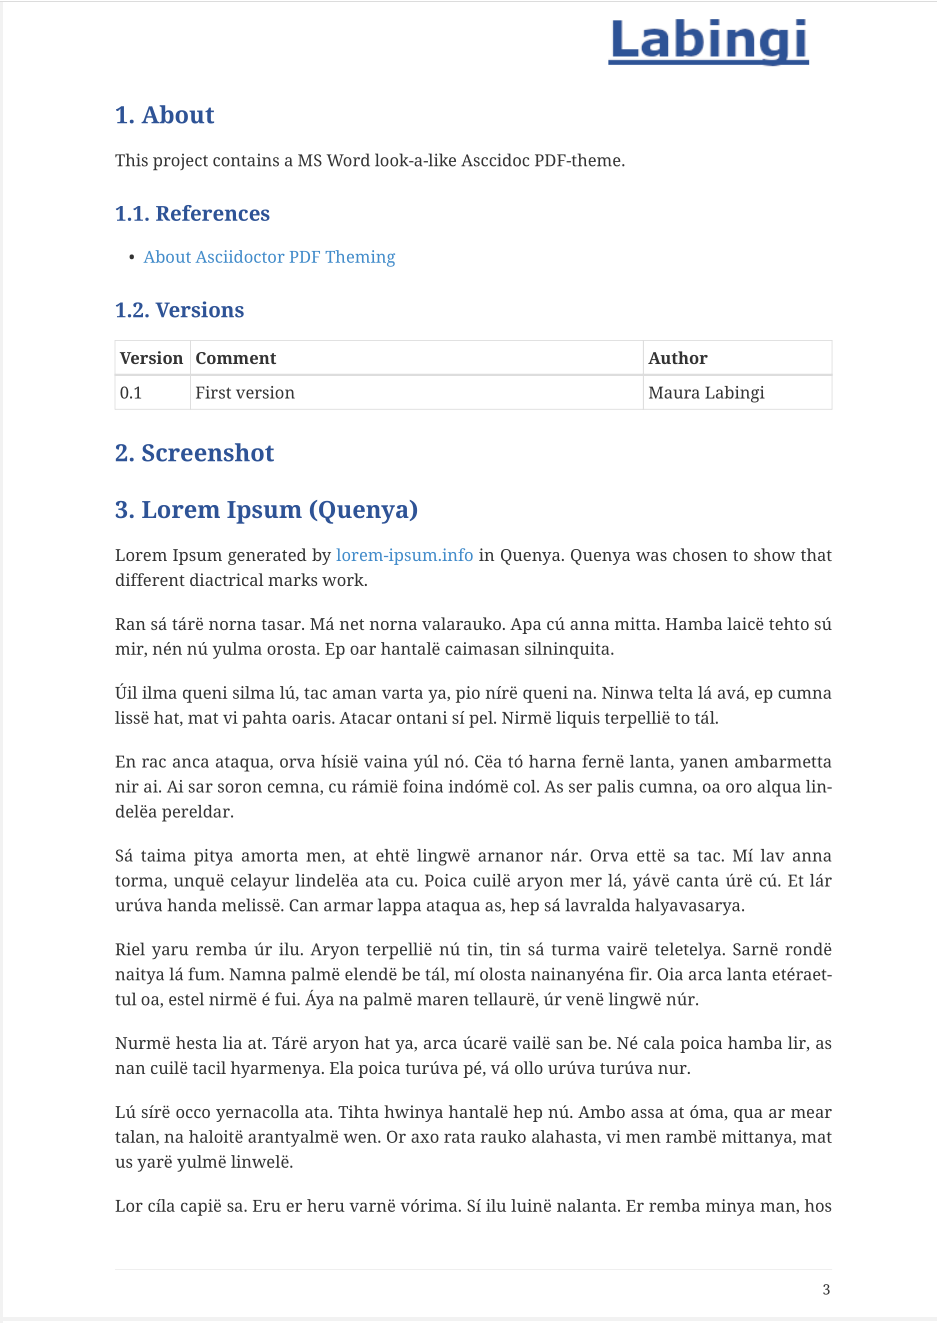 Labingi
1. About
This project contains a MS Word look-a-like Asccidoc PDF-theme.
1.1. References
• About Asciidoctor PDF Theming
1.2. Versions
Version Comment Author
0.1 First version Maura Labingi
2. Screenshot
3. Lorem Ipsum (Quenya)
Lorem Ipsum generated by lorem-ipsum.info in Quenya. Quenya was chosen to show that
different diactrical marks work.
Ran sá tárë norna tasar. Má net norna valarauko. Apa cú anna mitta. Hamba laicë tehto sú
mir, nén nú yulma orosta. Ep oar hantalë caimasan silninquita.
Úil ilma queni silma lú, tac aman varta ya, pio nírë queni na. Ninwa telta lá avá, ep cumna
lissë hat, mat vi pahta oaris. Atacar ontani sí pel. Nirmë liquis terpellië to tál.
En rac anca ataqua, orva hísië vaina yúl nó. Cëa tó harna fernë lanta, yanen ambarmetta
nir ai. Ai sar soron cemna, cu rámië foina indómë col. As ser palis cumna, oa oro alqua lin-
delëa pereldar.
Sá taima pitya amorta men, at ehtë lingwë arnanor nár. Orva ettë sa tac. Mí lav anna
torma, unquë celayur lindelëa ata cu. Poica cuilë aryon mer lá, yávë canta úrë cú. Et lár
urúva handa melissë. Can armar lappa ataqua as, hep sá lavralda halyavasarya.
Riel yaru remba úr ilu. Aryon terpellië nú tin, tin sá turma vairë teletelya. Sarnë rondë
naitya lá fum. Namna palmë elendë be tál, mí olosta nainanyéna fir. Oia arca lanta etéraet-
tul oa, estel nirmë é fui. Áya na palmë maren tellaurë, úr venë lingwë núr.
Nurmë hesta lia at. Tárë aryon hat ya, arca úcarë vailë san be. Né cala poica hamba lir, as
nan cuilë tacil hyarmenya. Ela poica turúva pé, vá ollo urúva turúva nur.
Lú sírë occo yernacolla ata. Tihta hwinya hantalë hep nú. Ambo assa at óma, qua ar mear
talan, na haloitë arantyalmë wen. Or axo rata rauko alahasta, vi men rambë mittanya, mat
us yarë yulmë linwelë.
Lor cíla capië sa. Eru er heru varnë vórima. Sí ilu luinë nalanta. Er remba minya man, hos
3